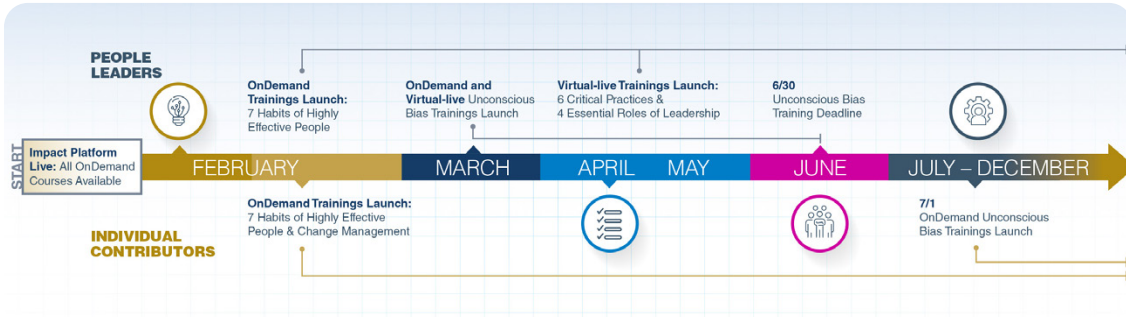 PEOPLE
LEADERS
OnDemand
Trainings Launch:
7 Habits of Highly
Effective People
OnDemand and
Virtual-live Unconscious
Bias Trainings Launch
Virtual-live Trainings Launch:
6 Critical Practices &
4 Essential Roles of Leadership
6/30
Unconscious Bias
Training Deadline
START
Impact Platform
Live: All OnDemand
Courses Available
FEBRUARY
MARCH
APRIL
MAY
JUNE
JULY – DECEMBER
INDIVIDUAL
CONTRIBUTORS
OnDemand Trainings Launch:
7 Habits of Highly Effective
People & Change Management
7/1
OnDemand Unconscious
Bias Trainings Launch